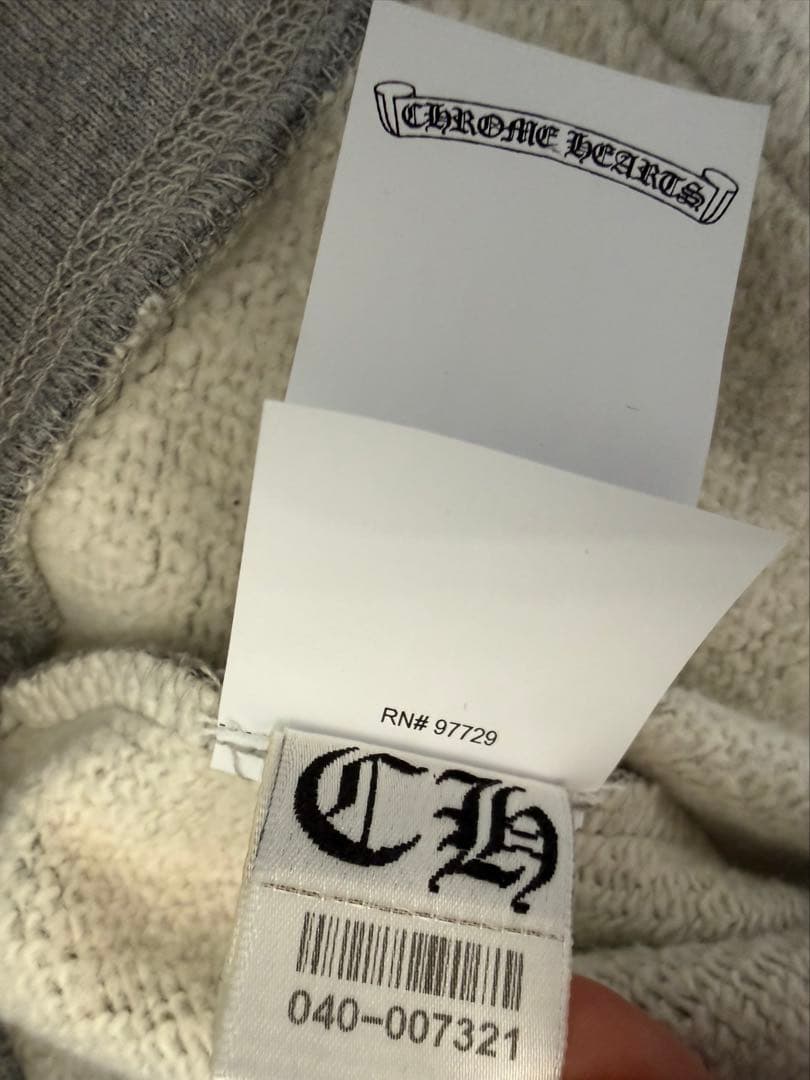 CHROME HEARTS
RN# 97729
CH
040-007321